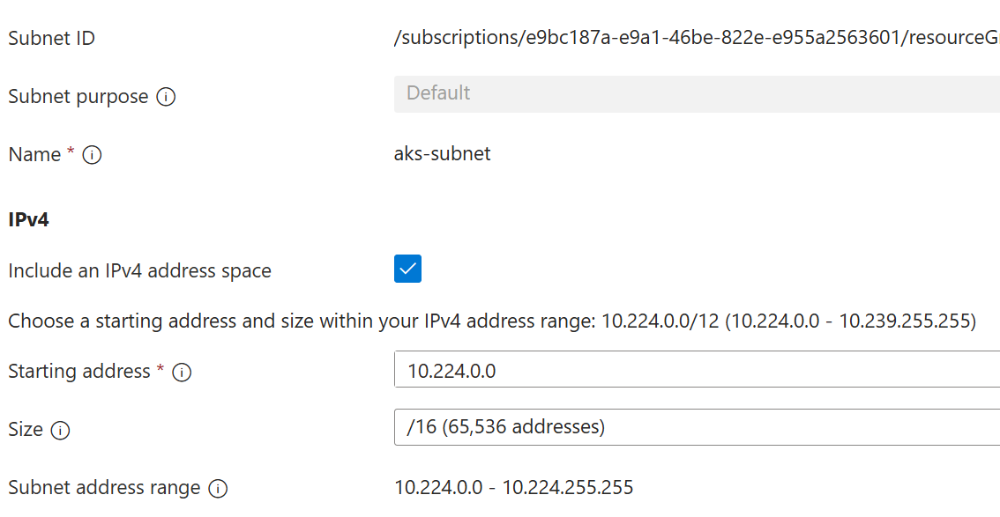 Subnet ID /subscriptions/e9bc187a-e9a1-46be-822e-e955a2563601/resourceG
Subnet purpose Default
Name * aks-subnet
IPv4
Include an IPv4 address space
Choose a starting address and size within your IPv4 address range: 10.224.0.0/12 (10.224.0.0 - 10.239.255.255)
Starting address * 10.224.0.0
Size /16 (65,536 addresses)
Subnet address range 10.224.0.0 - 10.224.255.255